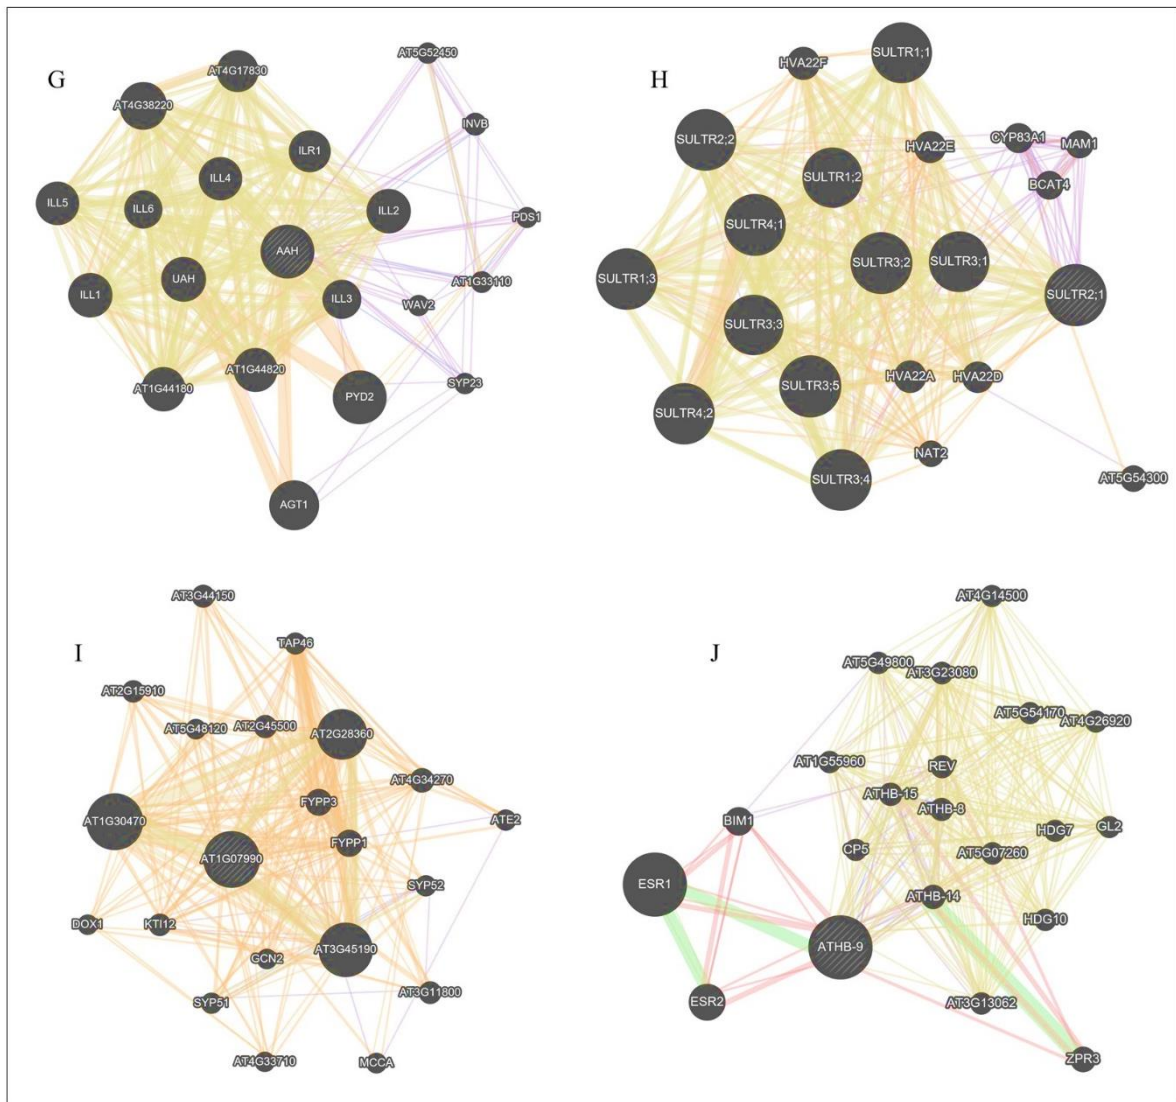 G
AT5G52450
AT4G17830
AT4G38220
INVB
ILR1
ILL4
ILL5
ILL6
ILL2
PDS1
AAH
UAH
AT1G33110
ILL1
ILL3
WAV2
AT1G44820
AT1G44180
SYP23
PYD2
AGT1
H
SULTR1;1
HVA22F
SULTR2;2
CYP83A1
MAM1
HVA22E
SULTR1;2
BCAT4
SULTR4;1
SULTR3;2
SULTR3;1
SULTR1;3
SULTR2;1
SULTR3;3
SULTR3;5
HVA22A
HVA22D
SULTR4;2
NAT2
SULTR3;4
AT5G54300
I
AT3G44150
TAP46
AT2G15910
AT5G48120
AT2G45500
AT2G28360
AT4G34270
FYPP3
AT1G30470
ATE2
FYPP1
AT1G07990
SYP52
DOX1
KTI12
AT3G45190
GCN2
SYP51
AT3G11800
AT4G33710
MCCA
J
AT4G14500
AT5G49800
AT3G23080
AT5G54170
AT4G26920
AT1G55960
REV
ATHB-15
ATHB-8
BIM1
HDG7
GL2
CP5
AT5G07260
ESR1
ATHB-14
HDG10
ATHB-9
ESR2
AT3G13062
ZPR3